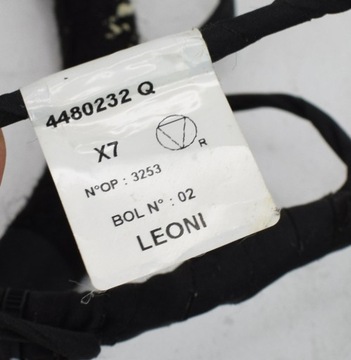 4480232 Q
X7
R
N°OP : 3253
BOL N° : 02
LEONI